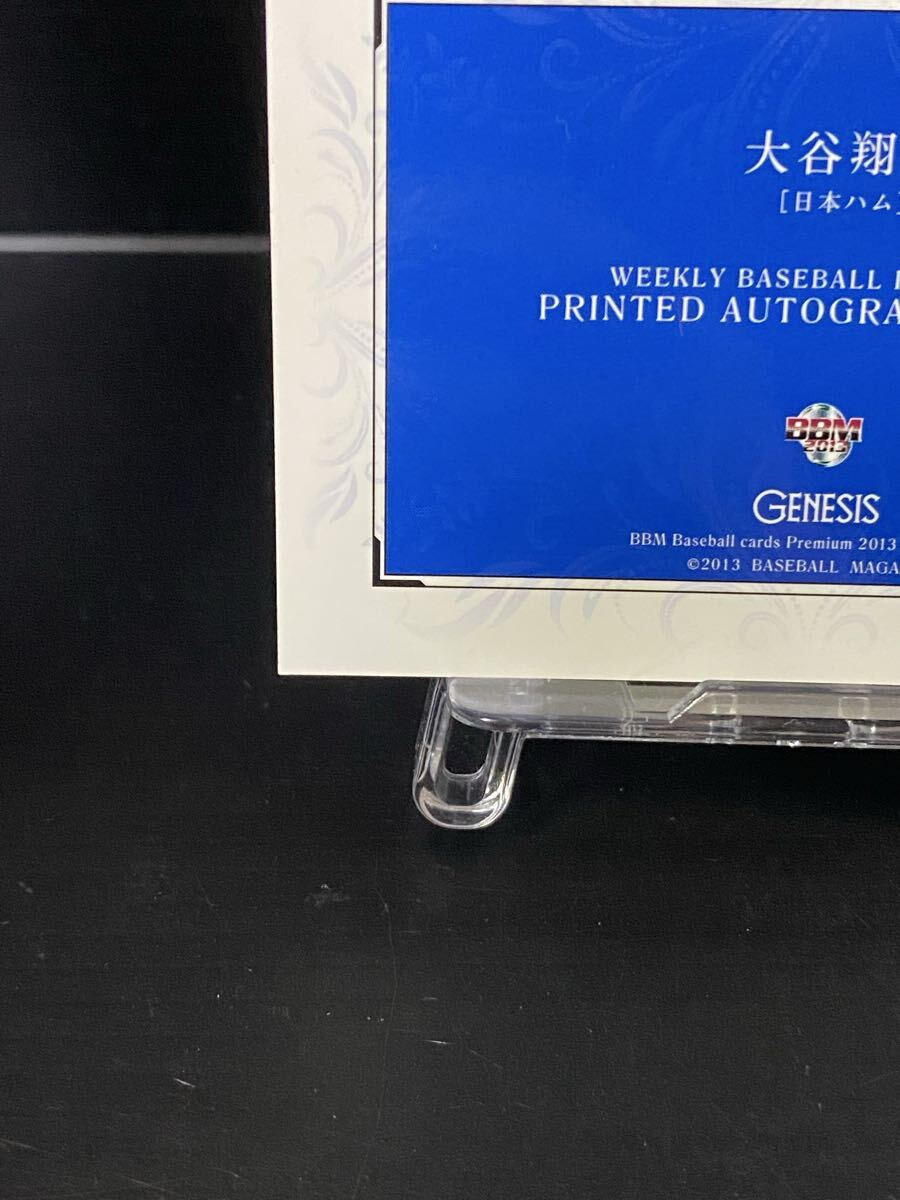 大谷翔
[日本ハム]
WEEKLY BASEBALL
PRINTED AUTOGRA
BBM
2013
GENESIS
BBM Baseball cards Premium 2013
©2013 BASEBALL MAGA